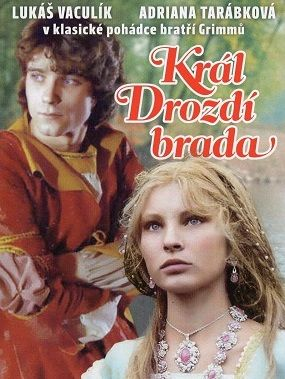 LUKÁŠ VACULÍK ADRIANA TARÁBKOVÁ
v klasické pohádce bratří Grimmů
Král
Drozdí
brada